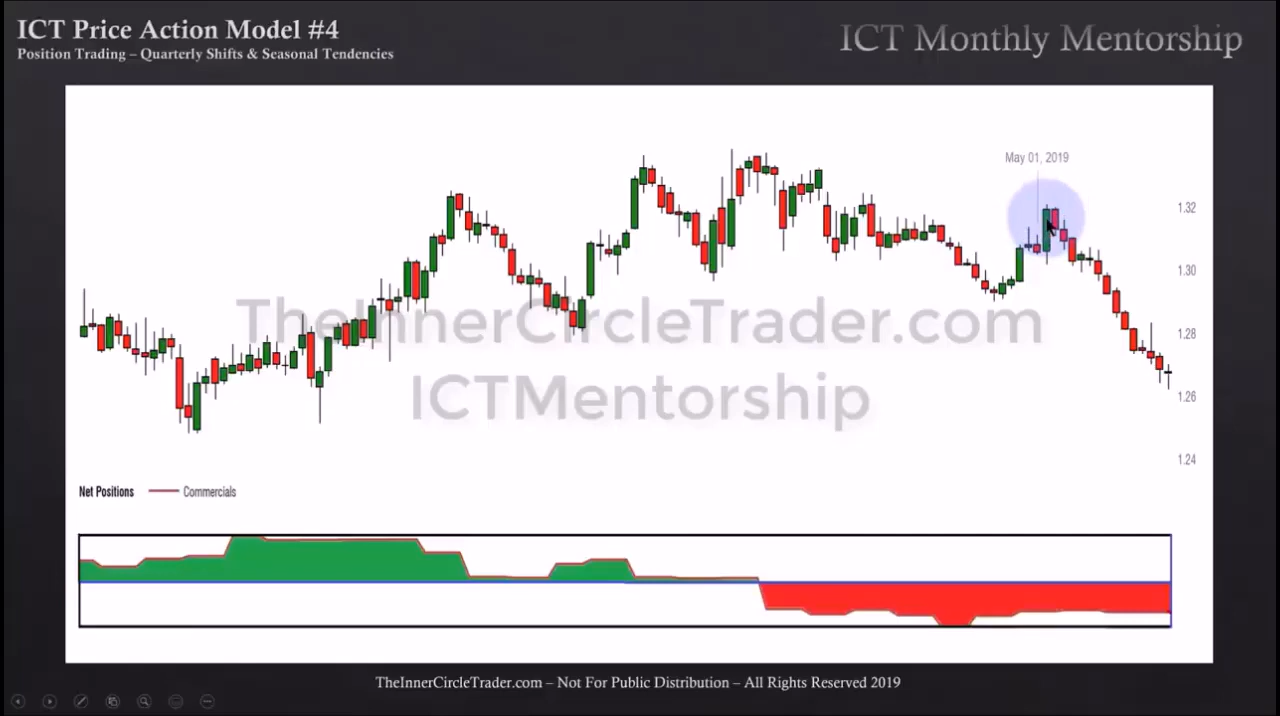 ICT Price Action Model #4
Position Trading – Quarterly Shifts & Seasonal Tendencies
ICT Monthly Mentorship
May 01, 2019
1.32
1.30
TheInnerCircleTrader.com
1.28
ICTMentorship
1.26
1.24
Net Positions Commercials
TheInnerCircleTrader.com – Not For Public Distribution – All Rights Reserved 2019